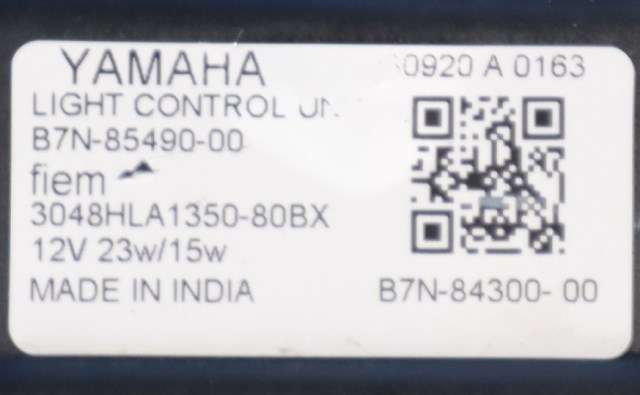 YAMAHA
0920 A 0163
LIGHT CONTROL
B7N-85490-00
fiem
3048HLA1350-80BX
12V 23w/15w
MADE IN INDIA
B7N-84300- 00